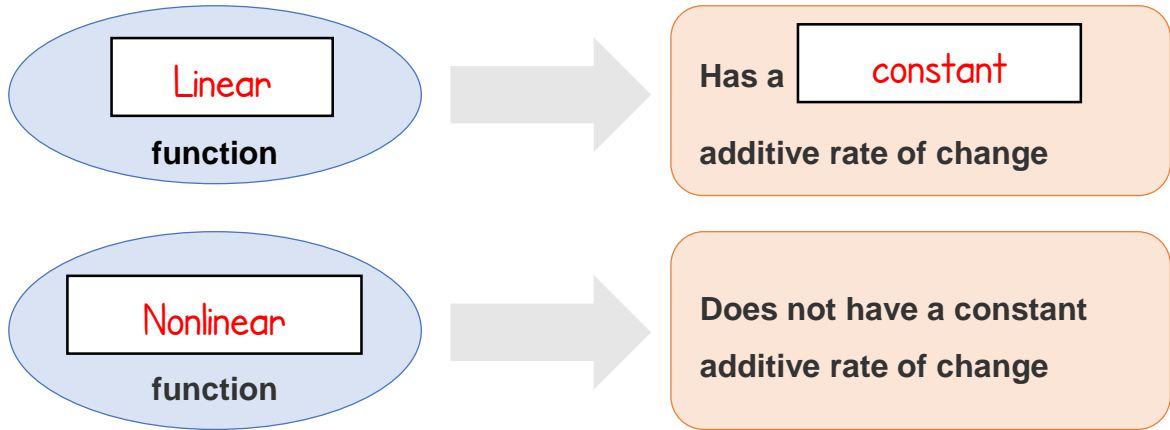 Linear
function
Has a constant
additive rate of change
Nonlinear
function
Does not have a constant
additive rate of change